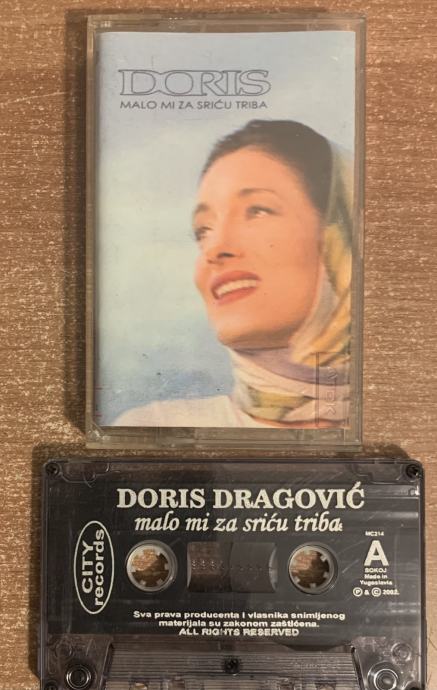 DORIS
MALO MI ZA SRIĆU TRIBA
DORIS DRAGOVIĆ
malo mi za sriću triba
CITY
records
MC214
A
SOKOJ
Made in
Yugoslavia
Ⓟ & Ⓒ 2002.
Sva prava producenta i vlasnika snimljenog
materijala su zakonom zaštićena.
ALL RIGHTS RESERVED